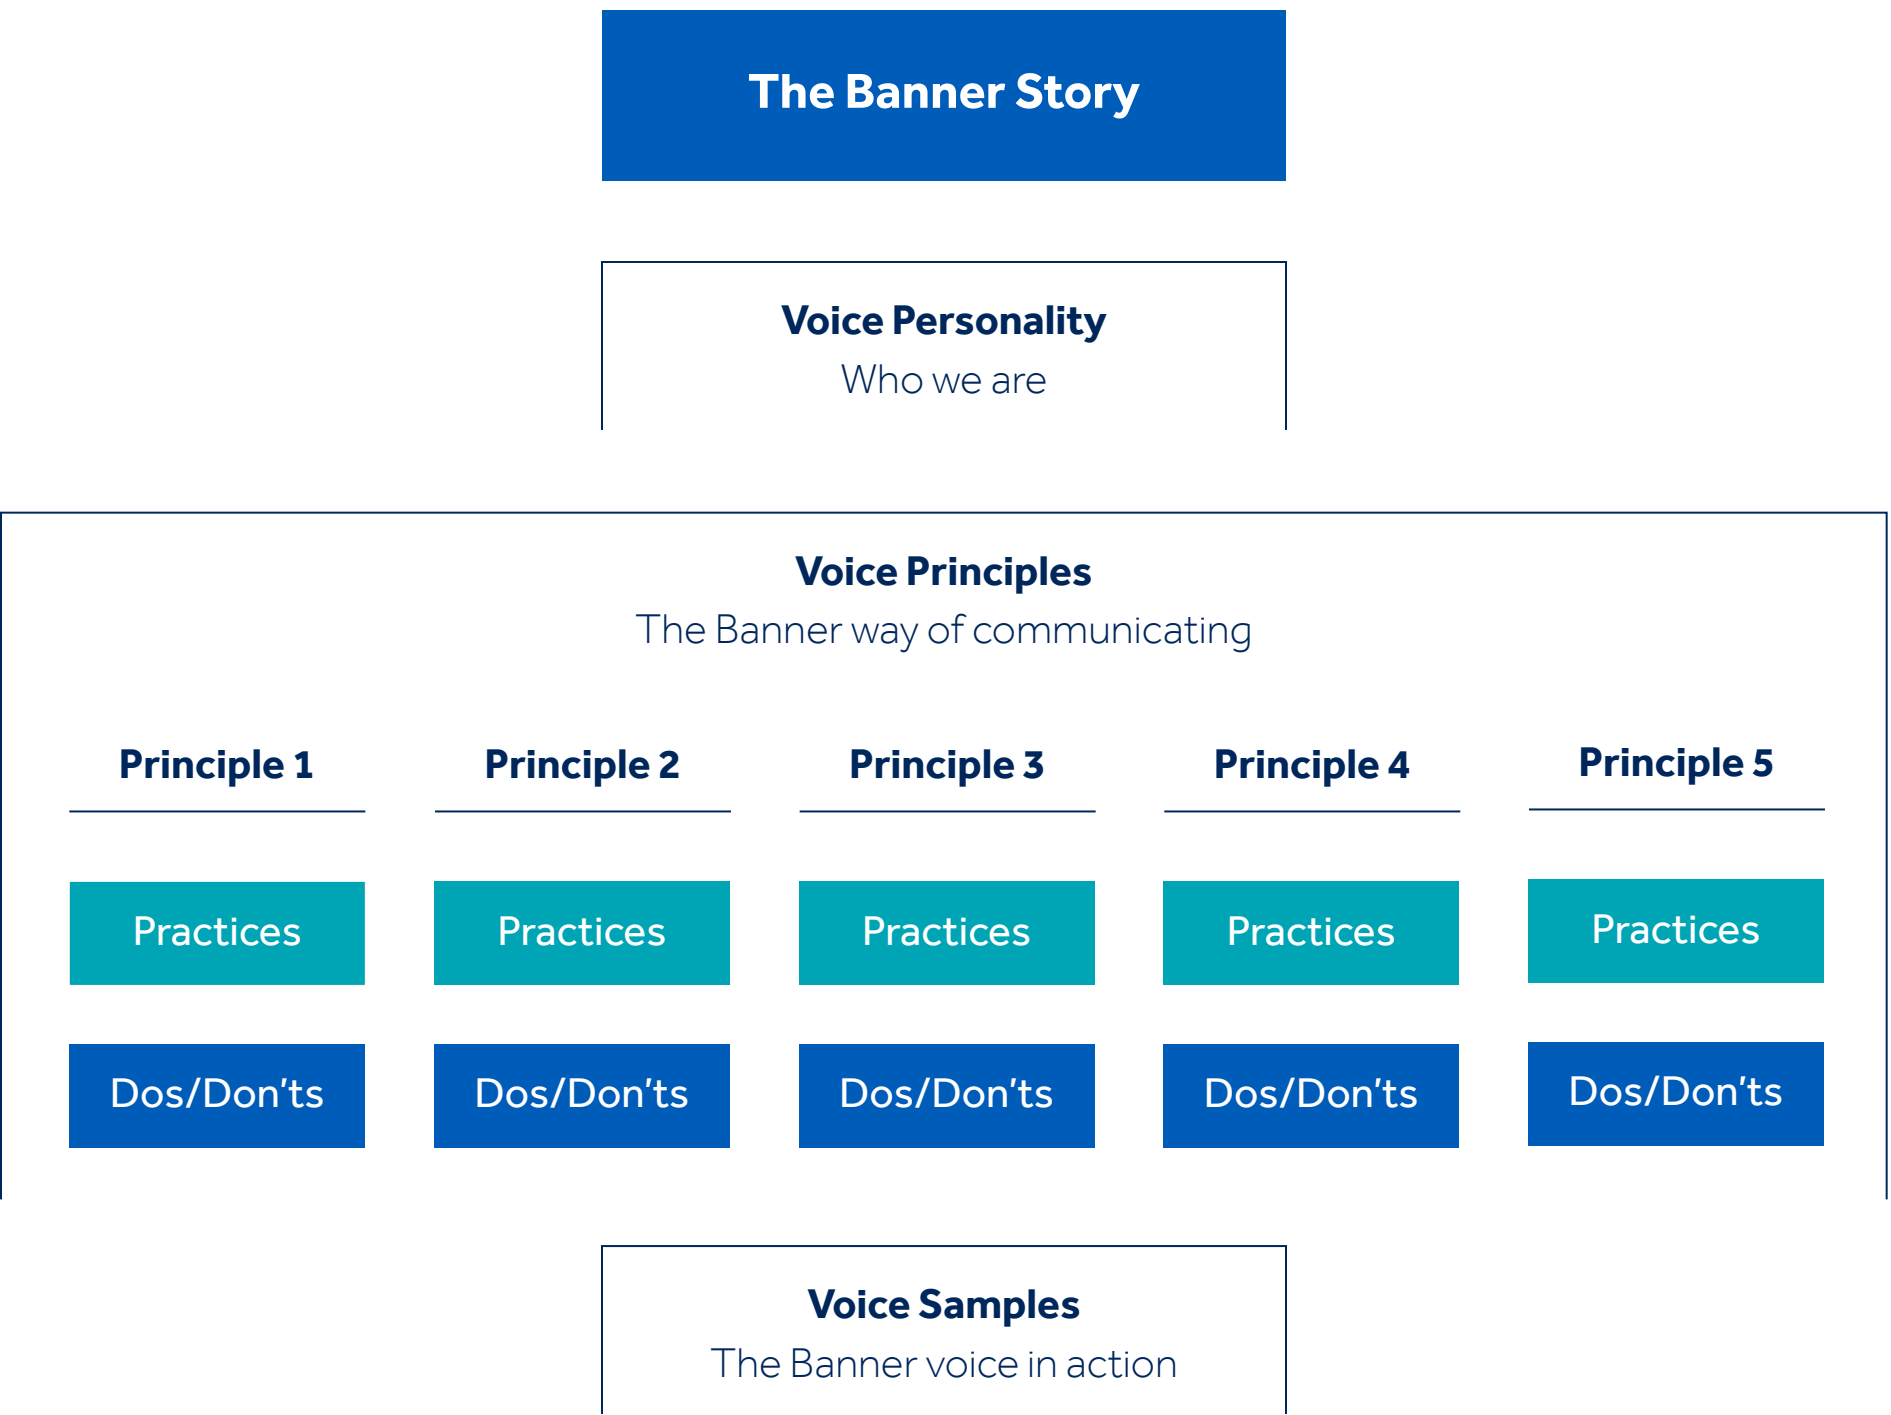 The Banner Story
Voice Personality
Who we are
Voice Principles
The Banner way of communicating
Principle 1
Principle 2
Principle 3
Principle 4
Principle 5
Practices
Practices
Practices
Practices
Practices
Dos/Don'ts
Dos/Don'ts
Dos/Don'ts
Dos/Don'ts
Dos/Don'ts
Voice Samples
The Banner voice in action